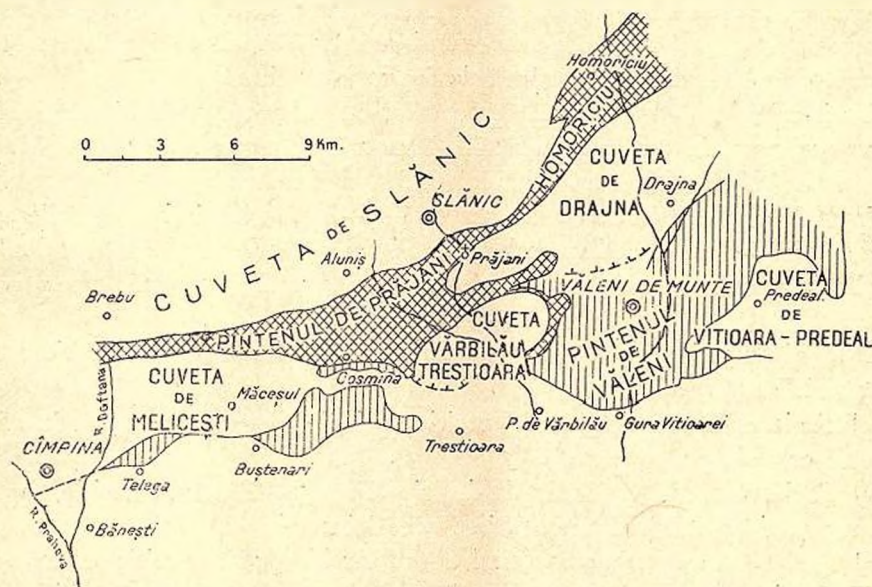 Homoriciu
0 3 6 9 Km.
CUVETA DE SLĂNIC
HOMORICIU
CUVETA
DE
DRAJNA
Drajna
SLĂNIC
Aluniș
Prăjani
Brebu
PINTENUL DE PRĂJANI
VĂLENI DE MUNTE
CUVETA
Predeal
DE
VITIOARA - PREDEAL
CUVETA
VĂRBILĂU
TRESTIOARA
PINTENUL
DE
VĂLENI
R. Doftana
CUVETA
DE
MELICEȘTI
Măceșul
Cosmina
CÎMPINA
Telega
Buștenari
Trestioara
P. de Vărbilău
Gura Vitioarei
R. Prahova
Bănești